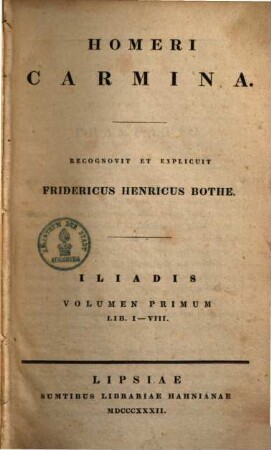 HOMERI
CARMINA.
RECOGNOVIT ET EXPLICUIT
FRIDERICUS HENRICUS BOTHE.
ILIADIS
VOLUMEN PRIMUM
LIB. I—VIII.
LIPSIAE
SUMTIBUS LIBRARIAE HAHNIANAE
MDCCCXXXII.